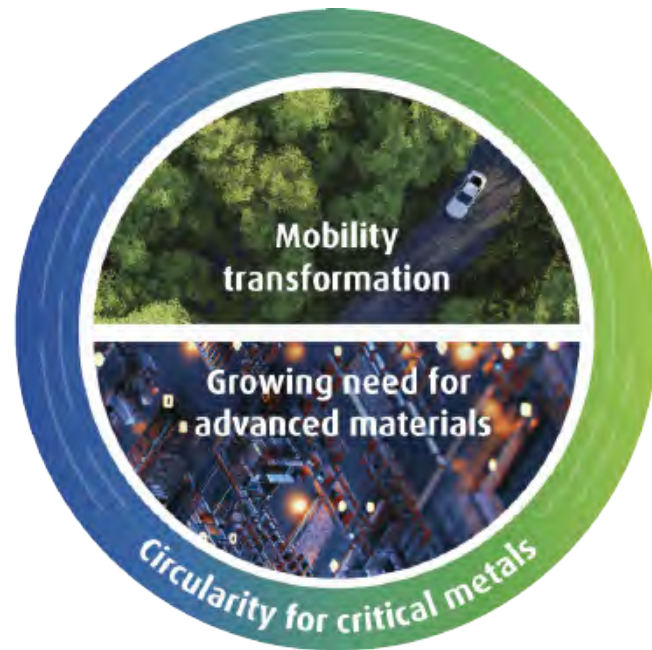 Mobility
transformation
Growing need for
advanced materials
Circularity for critical metals